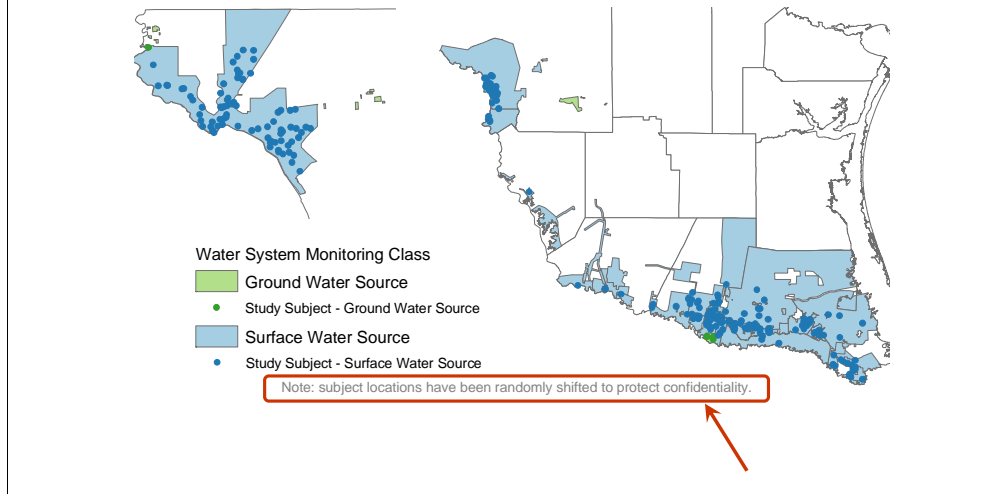 Water System Monitoring Class
Ground Water Source
Study Subject - Ground Water Source
Surface Water Source
Study Subject - Surface Water Source
Note: subject locations have been randomly shifted to protect confidentiality.